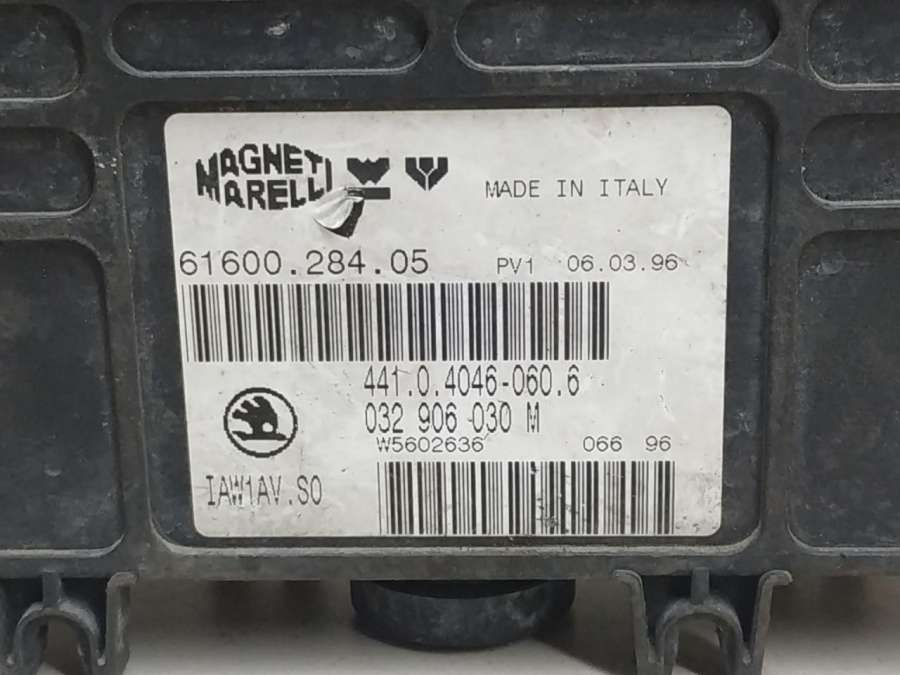 MAGNETI
MARELLI
MADE IN ITALY
61600.284.05 PV1 06.03.96
441.0.4046-060.6
032 906 030 M
W5602636 066 96
IAW1AV.S0